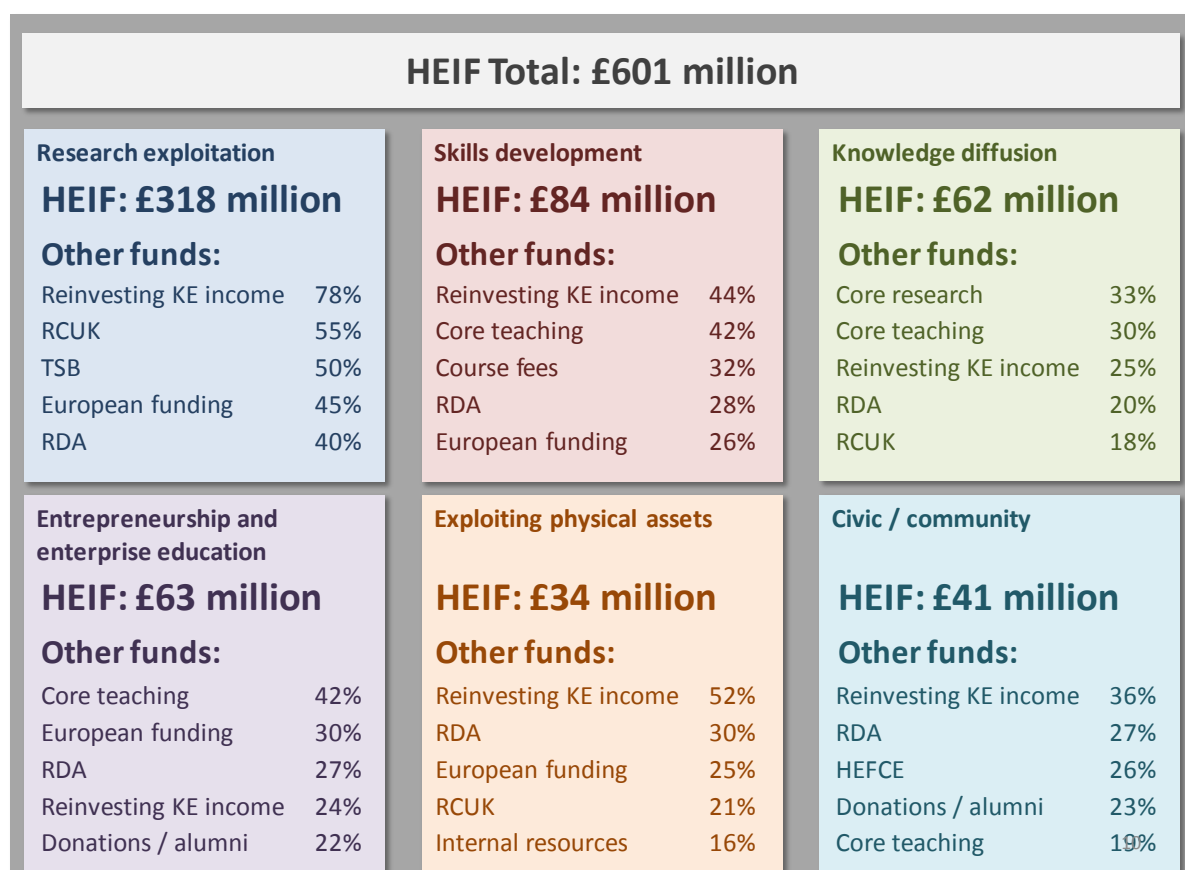 HEIF Total: £601 million
Research exploitation
HEIF: £318 million
Other funds:
Reinvesting KE income 78%
RCUK 55%
TSB 50%
European funding 45%
RDA 40%
Skills development
HEIF: £84 million
Other funds:
Reinvesting KE income 44%
Core teaching 42%
Course fees 32%
RDA 28%
European funding 26%
Knowledge diffusion
HEIF: £62 million
Other funds:
Core research 33%
Core teaching 30%
Reinvesting KE income 25%
RDA 20%
RCUK 18%
Entrepreneurship and
enterprise education
HEIF: £63 million
Other funds:
Core teaching 42%
European funding 30%
RDA 27%
Reinvesting KE income 24%
Donations / alumni 22%
Exploiting physical assets
HEIF: £34 million
Other funds:
Reinvesting KE income 52%
RDA 30%
European funding 25%
RCUK 21%
Internal resources 16%
Civic / community
HEIF: £41 million
Other funds:
Reinvesting KE income 36%
RDA 27%
HEFCE 26%
Donations / alumni 23%
Core teaching 19%